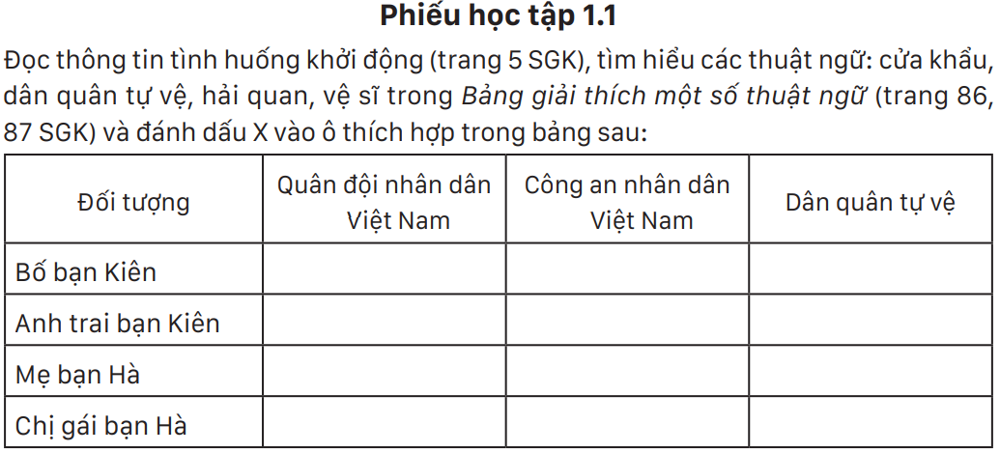 Phiếu học tập 1.1
Đọc thông tin tình huống khởi động (trang 5 SGK), tìm hiểu các thuật ngữ: cửa khẩu,
dân quân tự vệ, hải quan, vệ sĩ trong Bảng giải thích một số thuật ngữ (trang 86,
87 SGK) và đánh dấu X vào ô thích hợp trong bảng sau:
Đối tượng
Quân đội nhân dân
Việt Nam
Công an nhân dân
Việt Nam
Dân quân tự vệ
Bố bạn Kiên
Anh trai bạn Kiên
Mẹ bạn Hà
Chị gái bạn Hà